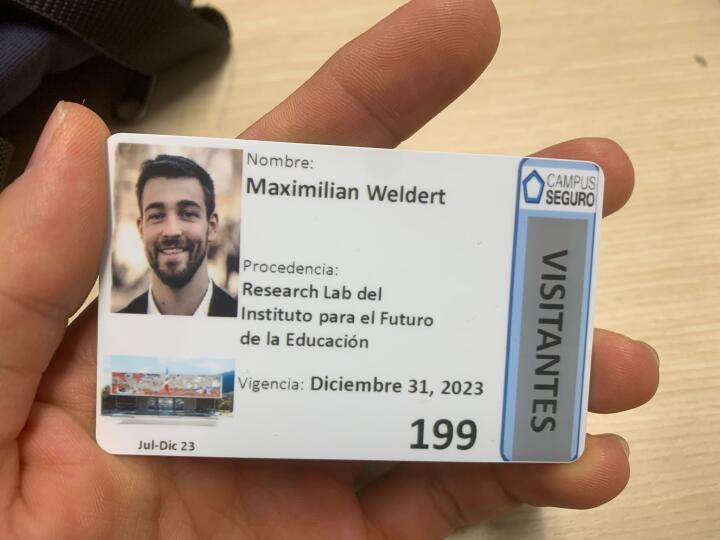 Nombre:
Maximilian Weldert
Procedencia:
Research Lab del
Instituto para el Futuro
de la Educación
Vigencia: Diciembre 31, 2023
199
Jul-Dic 23
CAMPUS
SEGURO
VISITANTES